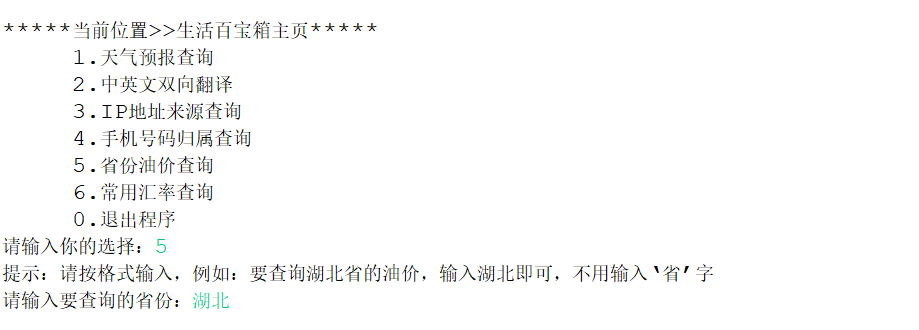 *****当前位置>>生活百宝箱主页*****
1.天气预报查询
2.中英文双向翻译
3.IP地址来源查询
4.手机号码归属查询
5.省份油价查询
6.常用汇率查询
0.退出程序
请输入你的选择：5
提示：请按格式输入，例如：要查询湖北省的油价，输入湖北即可，不用输入‘省’字
请输入要查询的省份：湖北